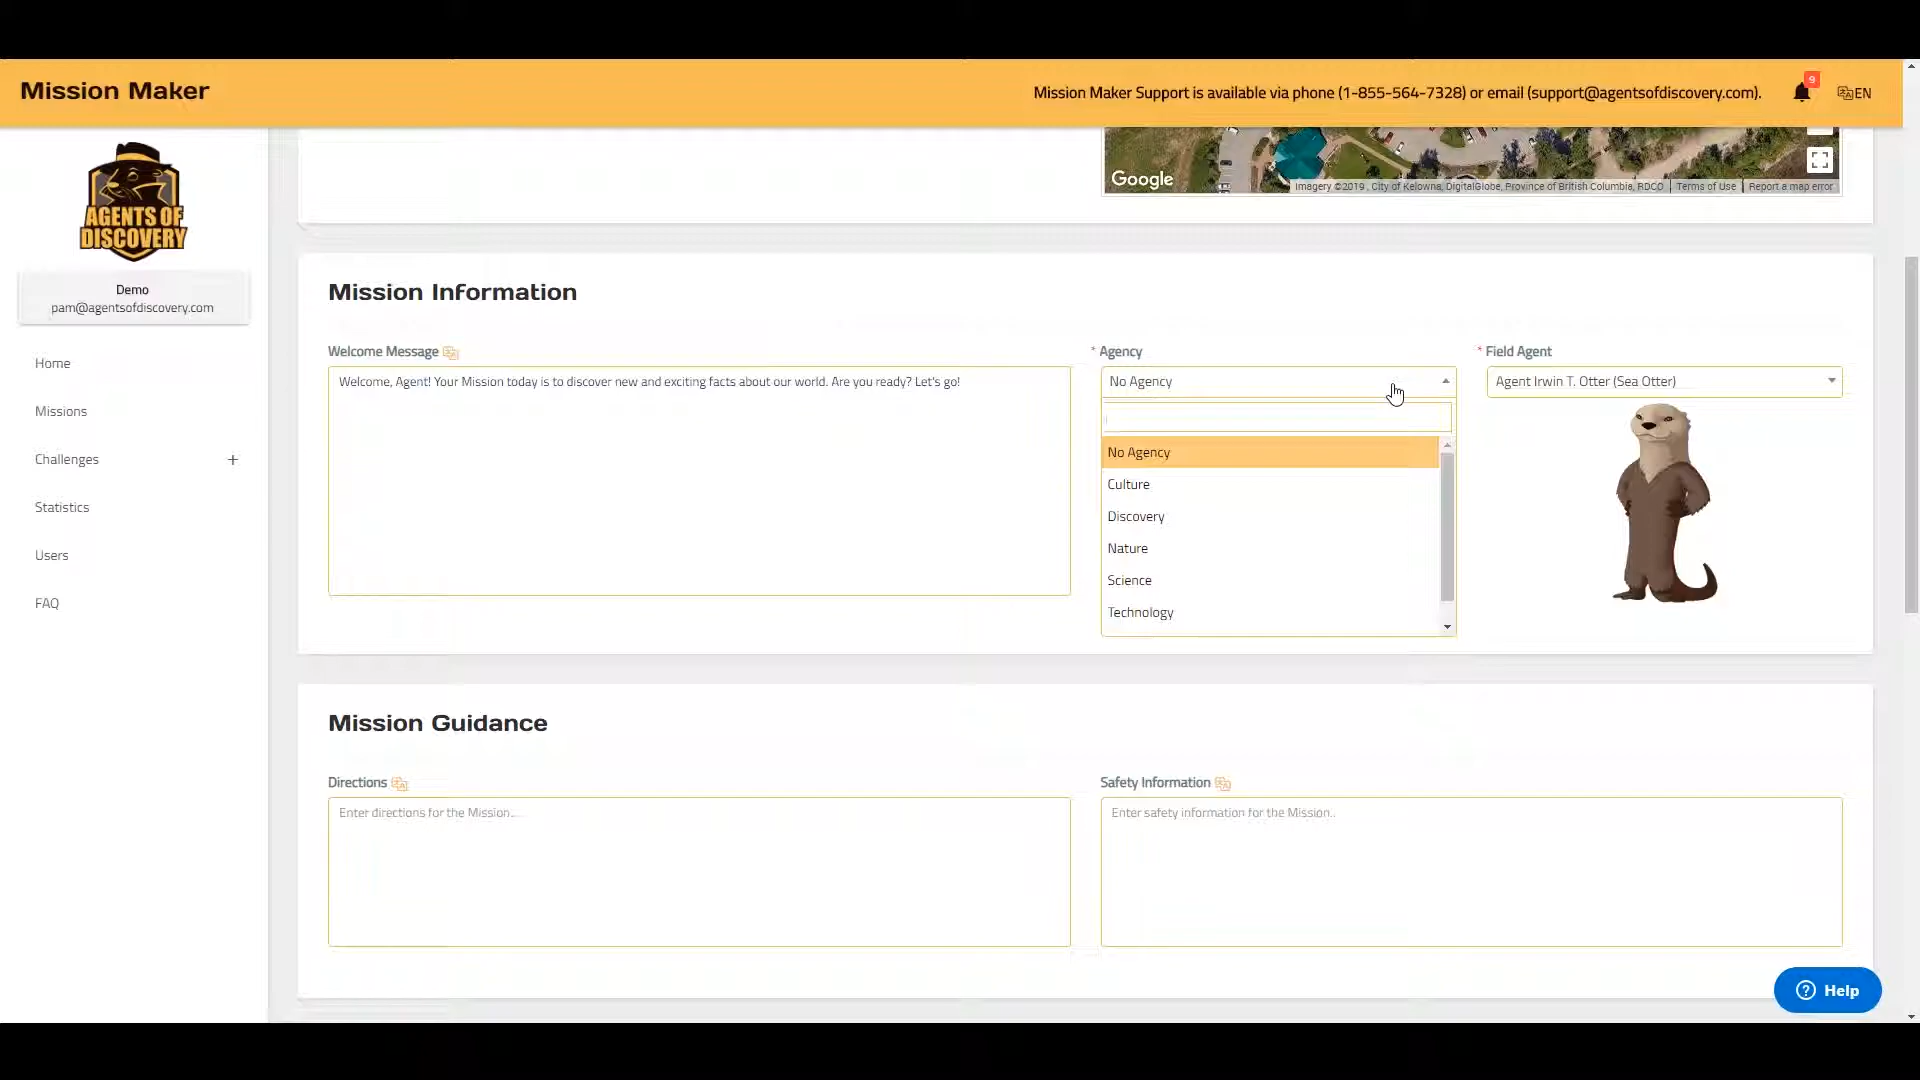 Mission Maker
Mission Maker Support is available via phone (1-855-564-7328) or email (support@agentsofdiscovery.com).
9
EN
AGENTS OF
DISCOVERY
Demo
pam@agentsofdiscovery.com
Home
Missions
Challenges +
Statistics
Users
FAQ
Google
Imagery ©2019 , City of Kelowna, DigitalGlobe, Province of British Columbia, RDCO
Terms of Use
Report a map error
Mission Information
Welcome Message
Welcome, Agent! Your Mission today is to discover new and exciting facts about our world. Are you ready? Let's go!
* Agency
No Agency
No Agency
Culture
Discovery
Nature
Science
Technology
* Field Agent
Agent Irwin T. Otter (Sea Otter)
Mission Guidance
Directions
Enter directions for the Mission...
Safety Information
Enter safety information for the Mission..
? Help